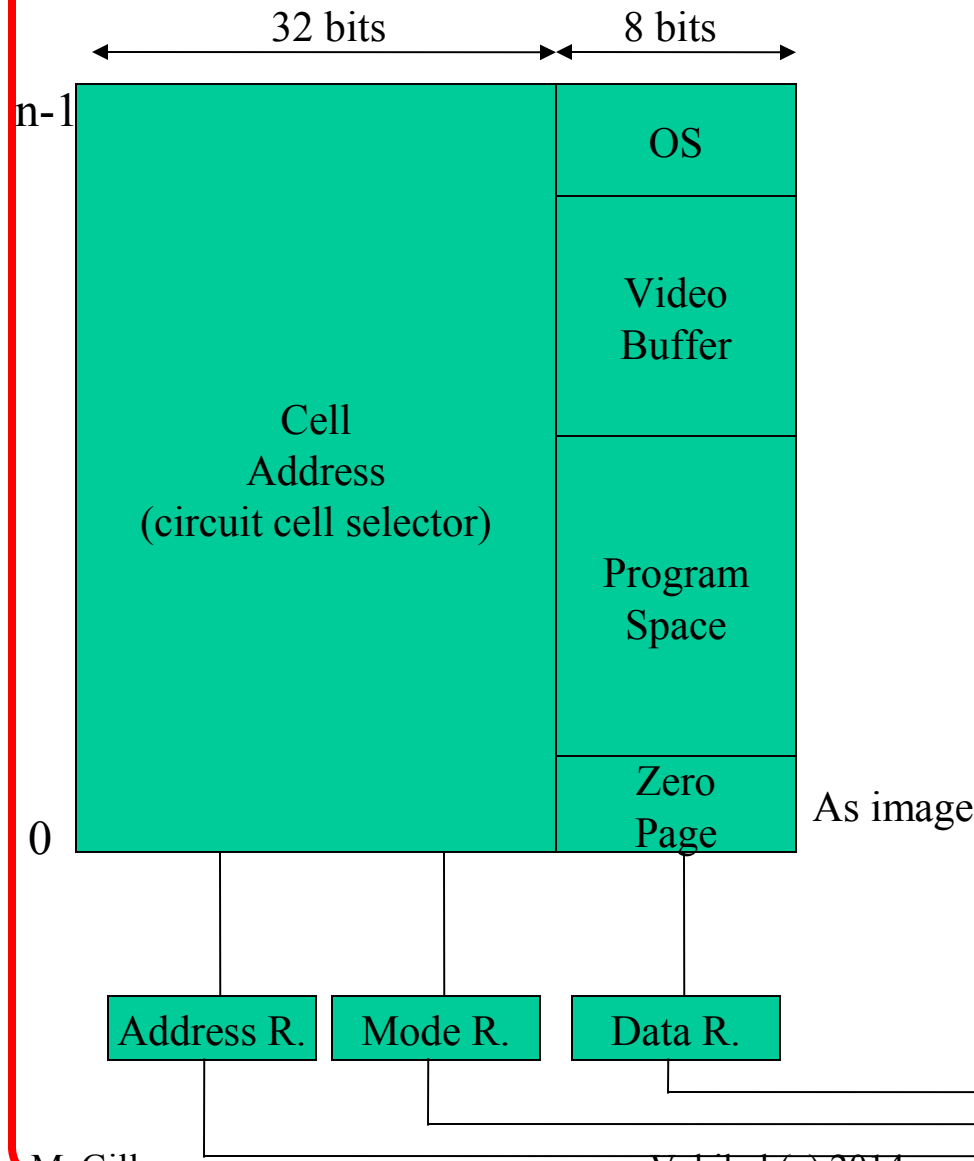 32 bits
8 bits
n-1
OS
Video
Buffer
Cell
Address
(circuit cell selector)
Program
Space
Zero
Page
As image
0
Address R.
Mode R.
Data R.
2014